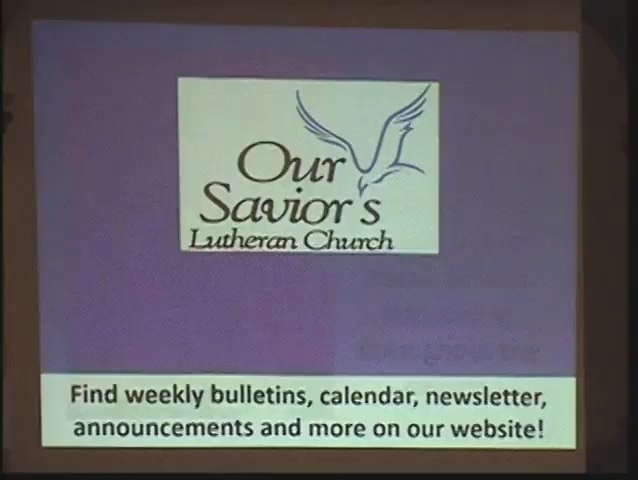 Our
Savior's
Lutheran Church
Find weekly bulletins, calendar, newsletter,
announcements and more on our website!